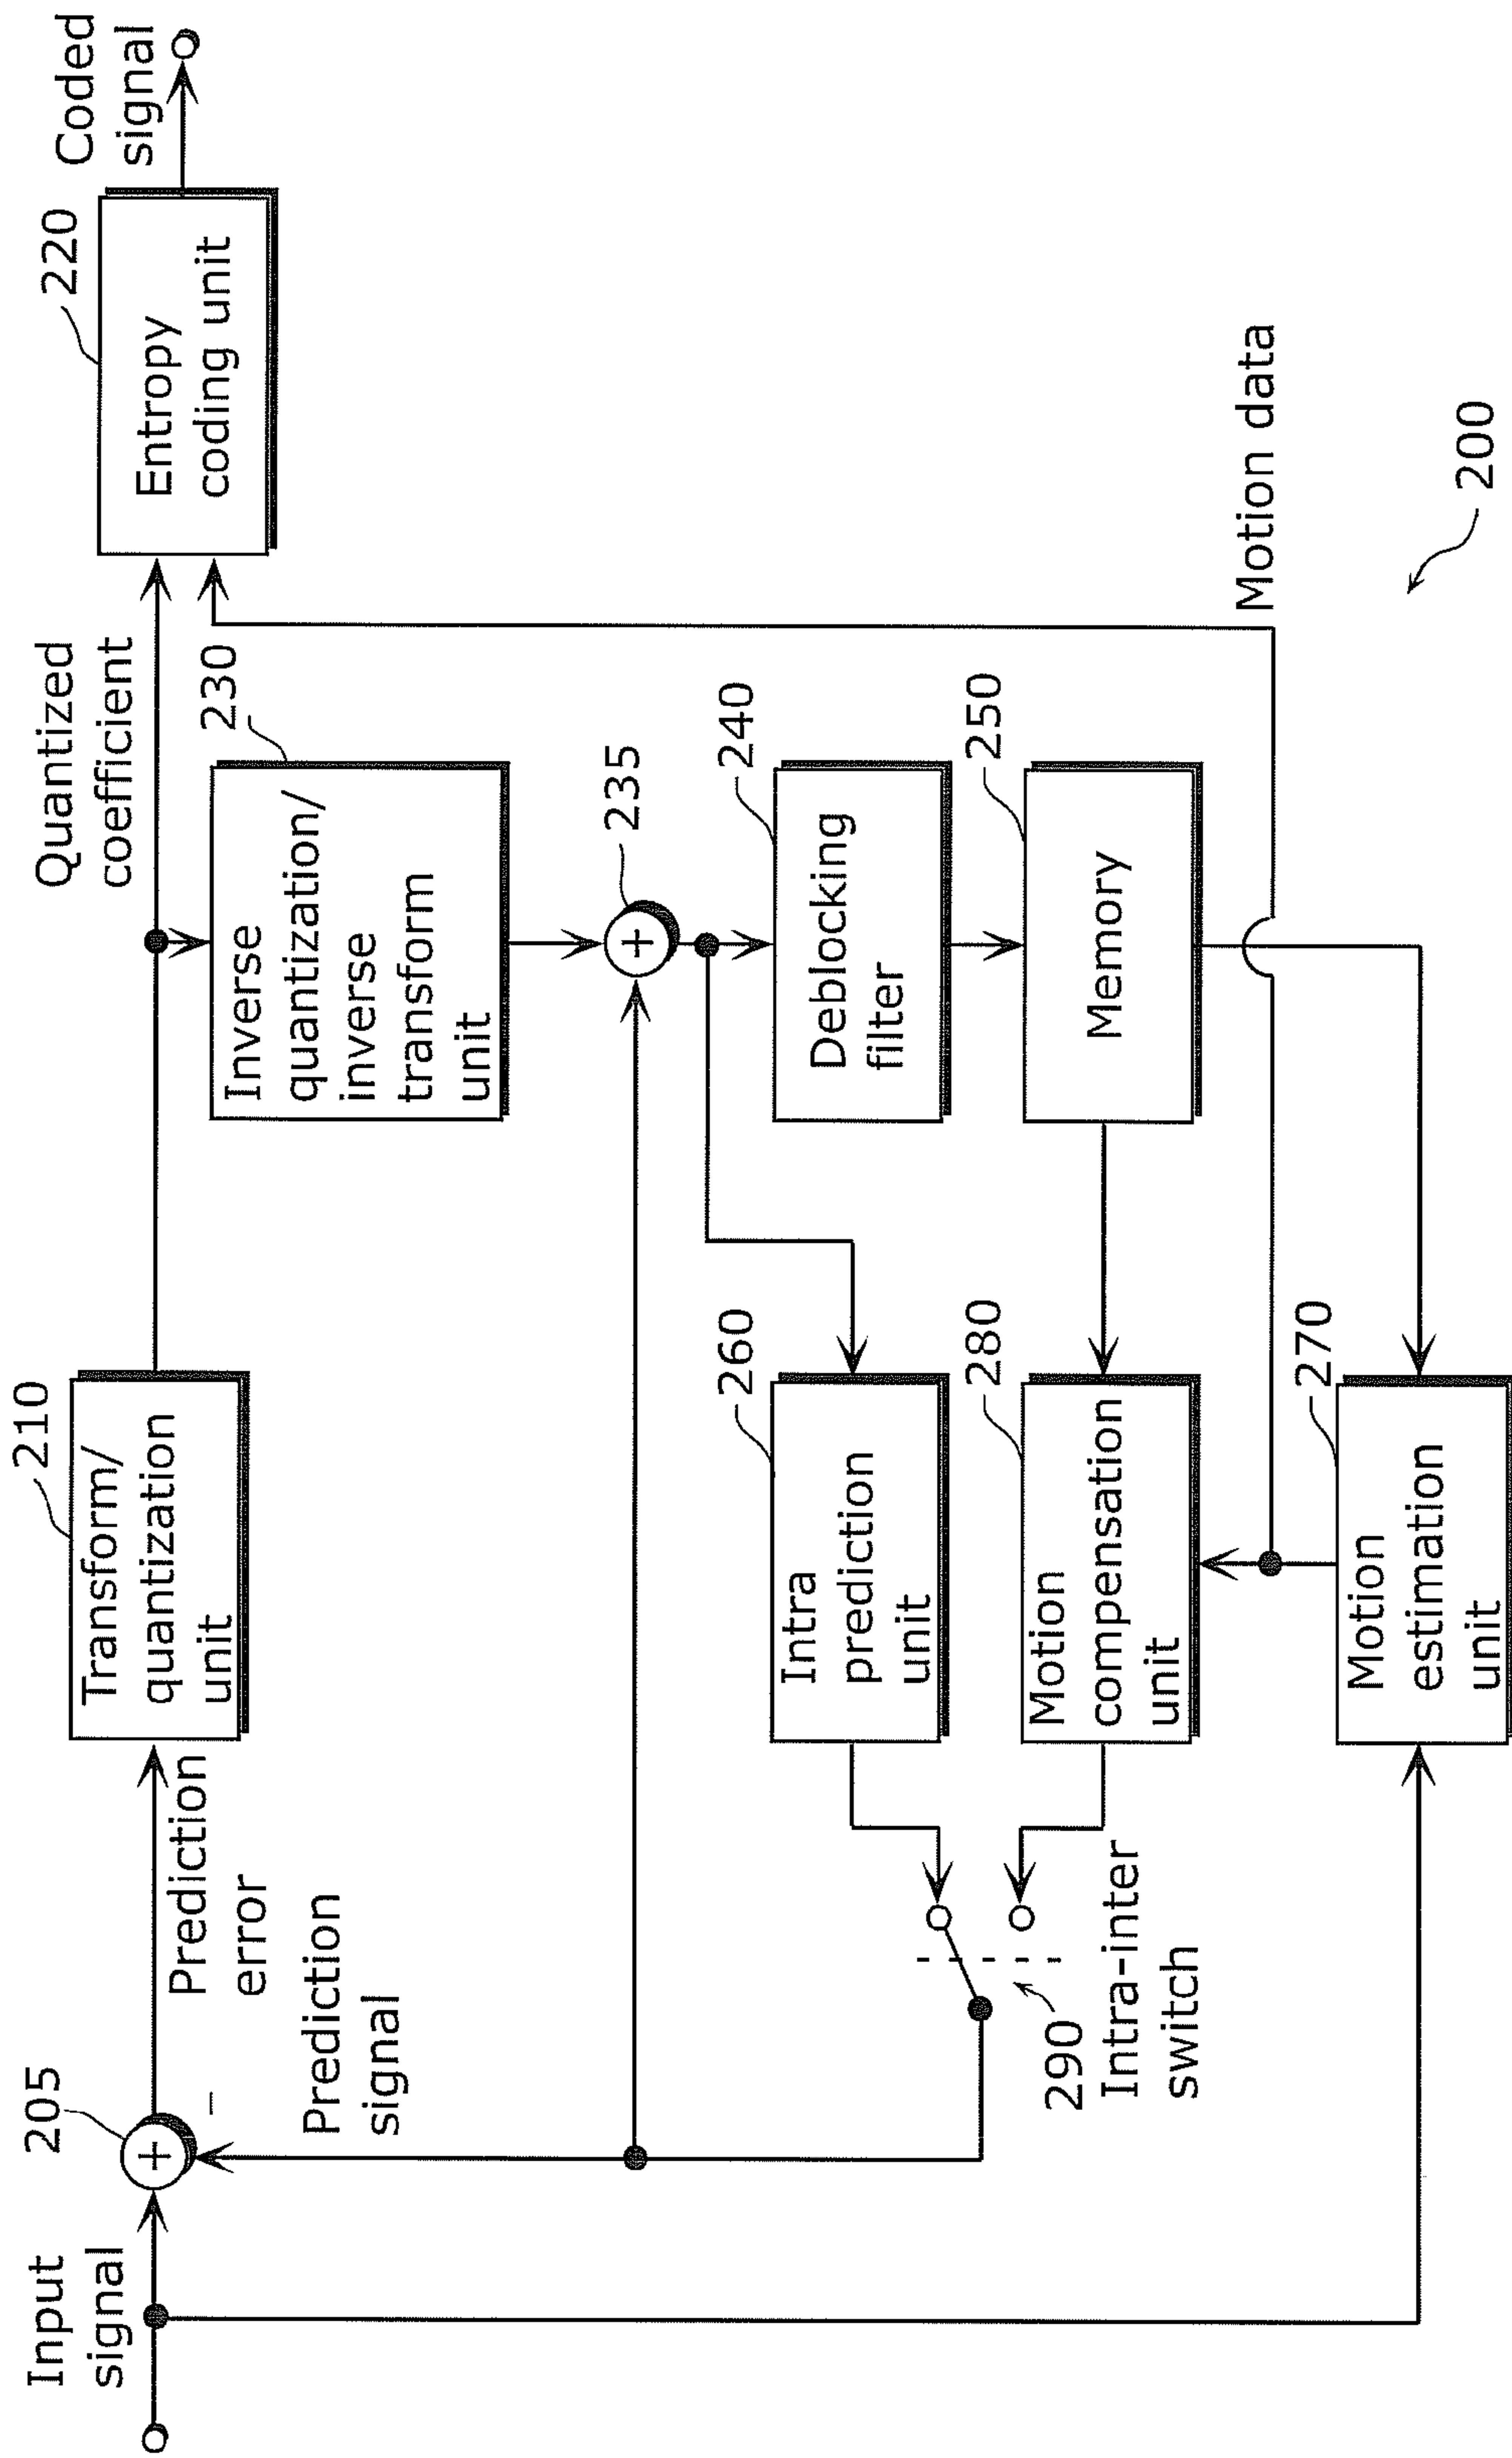 Input
signal
205
Prediction
error
Prediction
signal
210
Transform/
quantization
unit
Quantized
coefficient
220
Entropy
coding unit
Coded
signal
230
Inverse
quantization/
inverse
transform
unit
235
240
Deblocking
filter
250
Memory
260
Intra
prediction
unit
280
Motion
compensation
unit
290
Intra-inter
switch
270
Motion
estimation
unit
Motion data
200